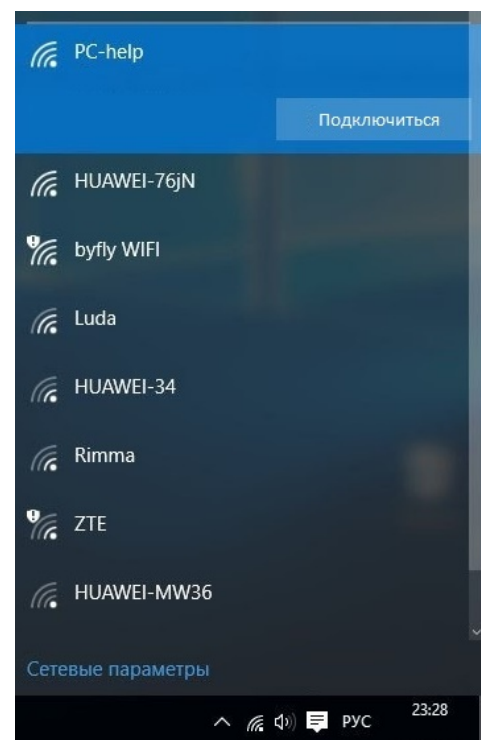 PC-help
Подключиться
HUAWEI-76jN
byfly WIFI
Luda
HUAWEI-34
Rimma
ZTE
HUAWEI-MW36
Сетевые параметры
РУС 23:28